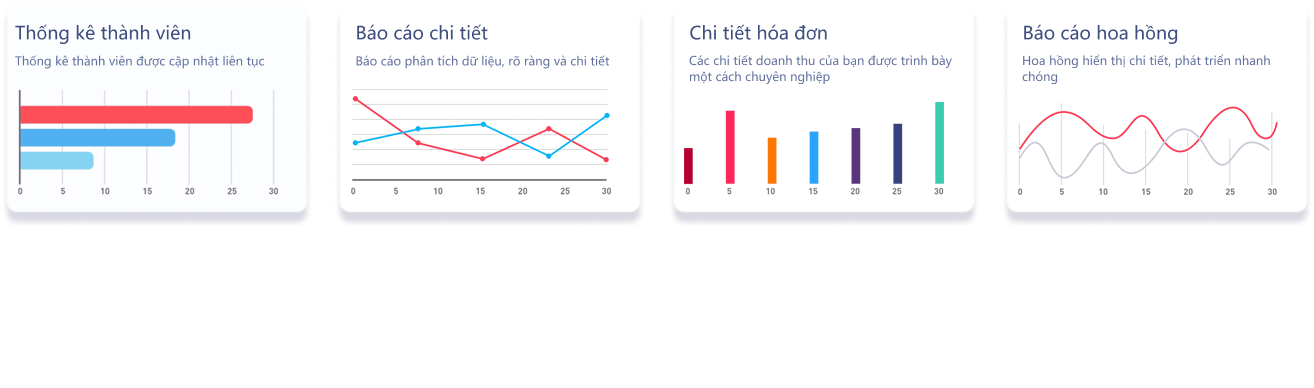 Thống kê thành viên
Thống kê thành viên được cập nhật liên tục
0 5 10 15 20 25 30
Báo cáo chi tiết
Báo cáo phân tích dữ liệu, rõ ràng và chi tiết
0 5 10 15 20 25 30
Chi tiết hóa đơn
Các chi tiết doanh thu của bạn được trình bày
một cách chuyên nghiệp
0 5 10 15 20 25 30
Báo cáo hoa hồng
Hoa hồng hiển thị chi tiết, phát triển nhanh
chóng
0 5 10 15 20 25 30